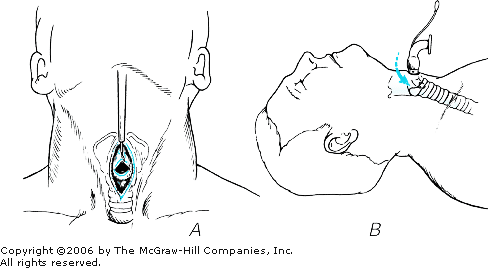 A
B
Copyright ©2006 by The McGraw-Hill Companies, Inc.
All rights reserved.